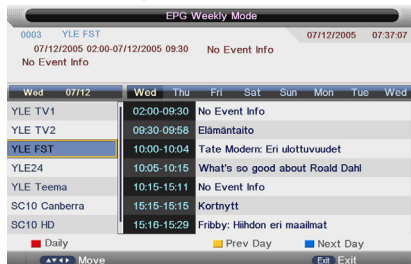 EPG Weekly Mode
0003 YLE FST 07/12/2005 07:37:07
07/12/2005 02:00-07/12/2005 09:30 No Event Info
No Event Info
Wed 07/12 Wed Thu Fri Sat Sun Mon Tue Wed
YLE TV1 02:00-09:30 No Event Info
YLE TV2 09:30-09:58 Elämäntaito
YLE FST 10:00-10:04 Tate Modern: Eri ulottuvuudet
YLE24 10:05-10:15 What's so good about Roald Dahl
YLE Teema 10:15-15:11 No Event Info
SC10 Canberra 15:15-15:15 Kortnytt
SC10 HD 15:16-15:29 Fribby: Hiihdon eri maailmat
Daily Prev Day Next Day
Move Exit Exit